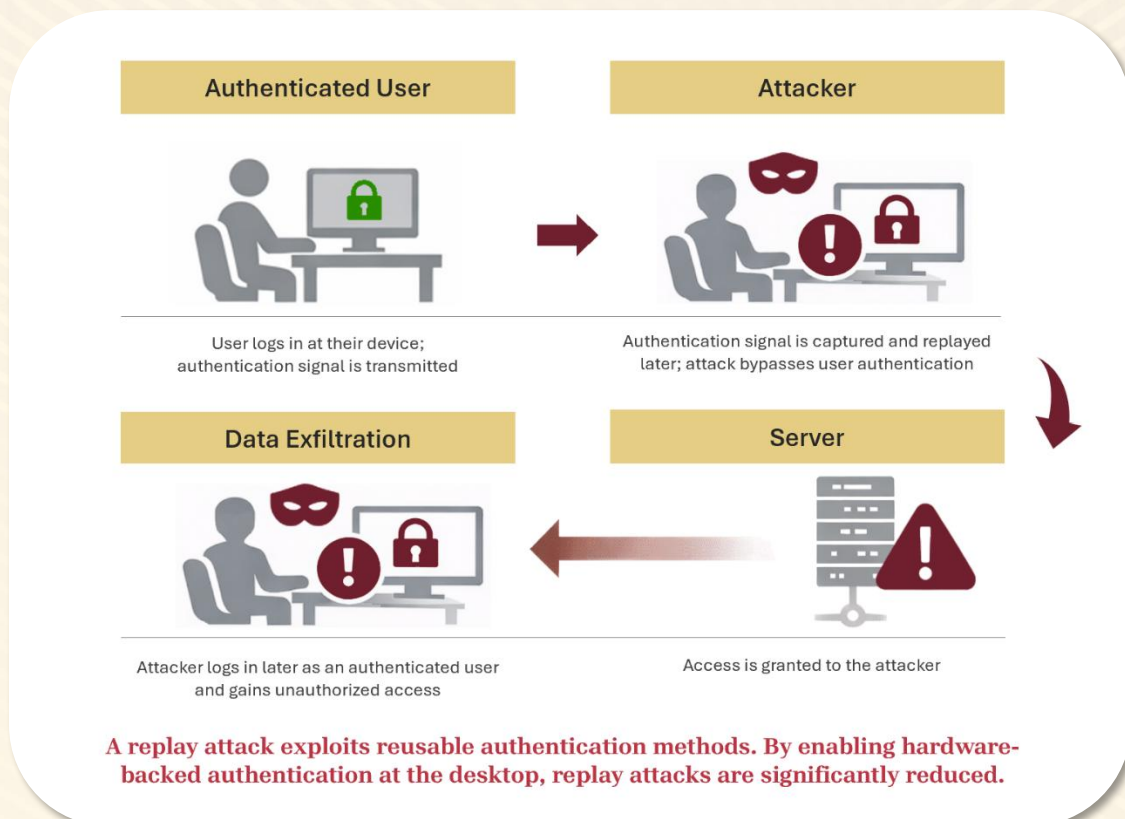 Authenticated User
Attacker
User logs in at their device;
authentication signal is transmitted
Authentication signal is captured and replayed
later; attack bypasses user authentication
Data Exfiltration
Server
Attacker logs in later as an authenticated user
and gains unauthorized access
Access is granted to the attacker
A replay attack exploits reusable authentication methods. By enabling hardware-
backed authentication at the desktop, replay attacks are significantly reduced.